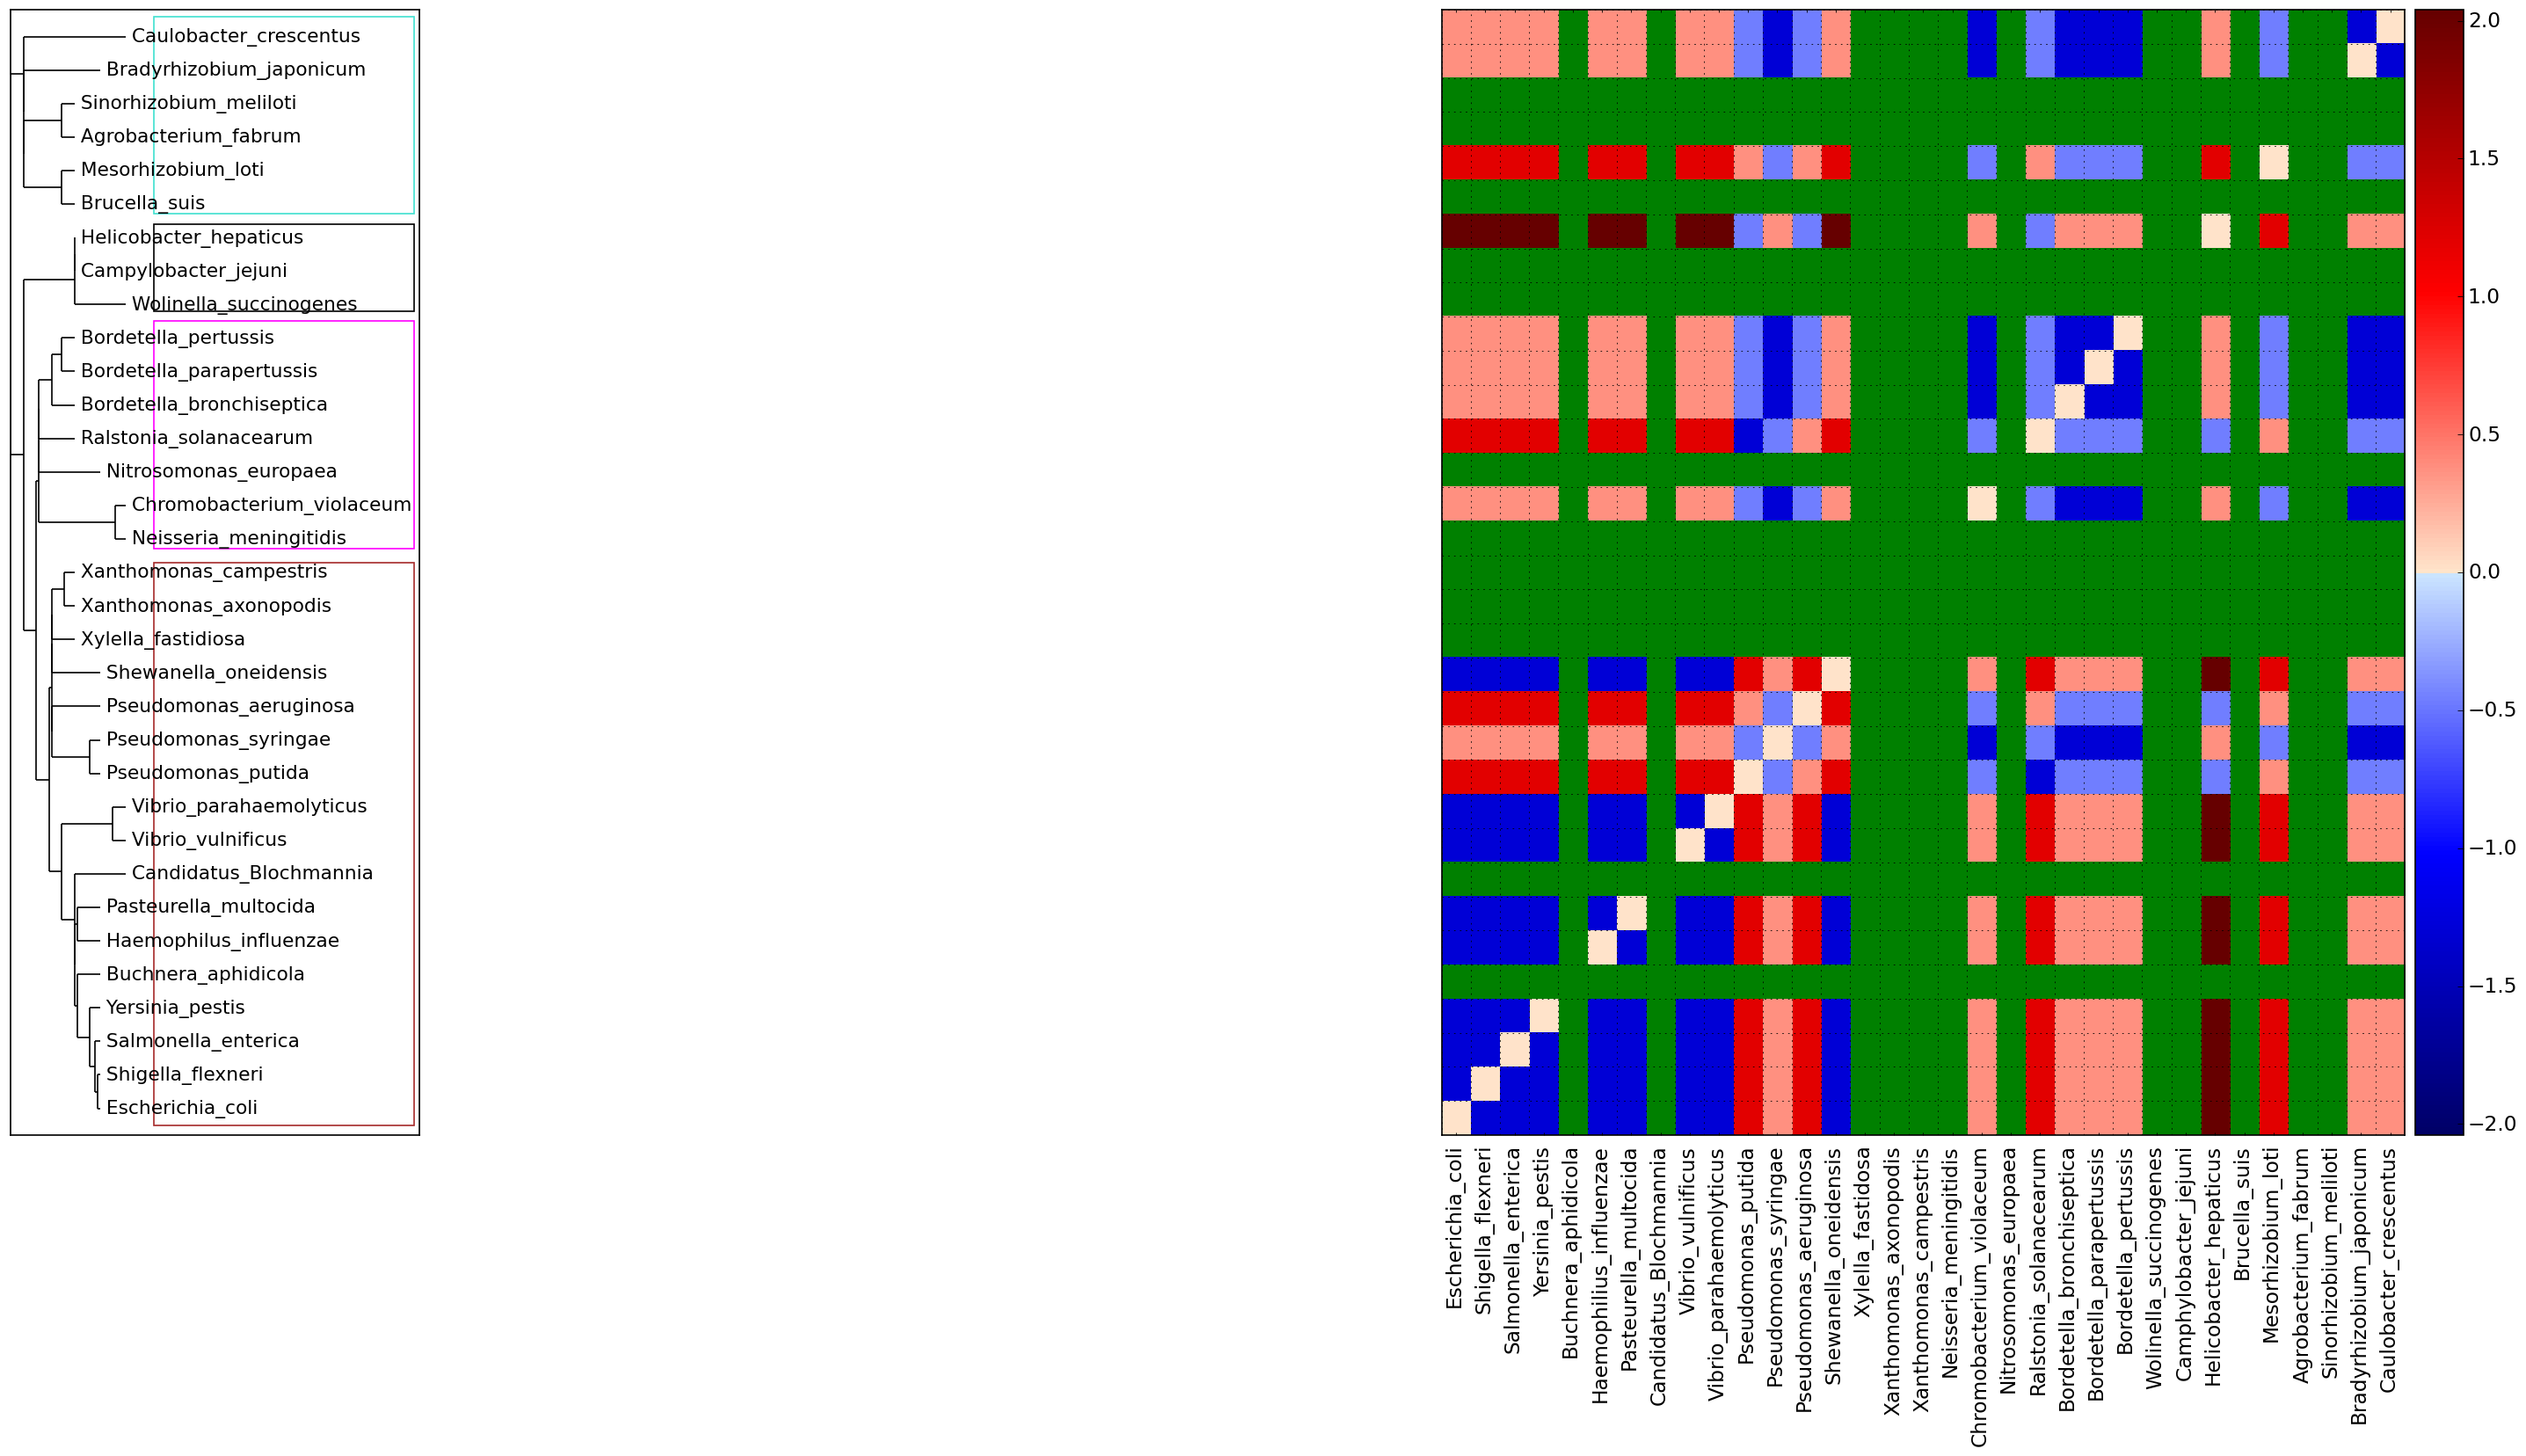 Caulobacter_crescentus
Bradyrhizobium_japonicum
Sinorhizobium_meliloti
Agrobacterium_fabrum
Mesorhizobium_loti
Brucella_suis
Helicobacter_hepaticus
Campylobacter_jejuni
Wolinella_succinogenes
Bordetella_pertussis
Bordetella_parapertussis
Bordetella_bronchiseptica
Ralstonia_solanacearum
Nitrosomonas_europaea
Chromobacterium_violaceum
Neisseria_meningitidis
Xanthomonas_campestris
Xanthomonas_axonopodis
Xylella_fastidiosa
Shewanella_oneidensis
Pseudomonas_aeruginosa
Pseudomonas_syringae
Pseudomonas_putida
Vibrio_parahaemolyticus
Vibrio_vulnificus
Candidatus_Blochmannia
Pasteurella_multocida
Haemophilus_influenzae
Buchnera_aphidicola
Yersinia_pestis
Salmonella_enterica
Shigella_flexneri
Escherichia_coli
Escherichia_coli
Shigella_flexneri
Salmonella_enterica
Yersinia_pestis
Buchnera_aphidicola
Haemophilius_influenzae
Pasteurella_multocida
Candidatus_Blochmannia
Vibrio_vulnificus
Vibrio_parahaemolyticus
Pseudomonas_putida
Pseudomonas_syringae
Pseudomonas_aeruginosa
Shewanella_oneidensis
Xylella_fastidosa
Xanthomonas_axonopodis
Xanthomonas_campestris
Neisseria_meningitidis
Chromobacterium_violaceum
Nitrosomonas_europaea
Ralstonia_solanacearum
Bordetella_bronchiseptica
Bordetella_parapertussis
Bordetella_pertussis
Wolinella_succinogenes
Camphylobacter_jejuni
Helicobacter_hepaticus
Brucella_suis
Mesorhizobium_loti
Agrobacterium_fabrum
Sinorhizobium_meliloti
Bradyrhizobium_japonicum
Caulobacter_crescentus
2.0
1.5
1.0
0.5
0.0
−0.5
−1.0
−1.5
−2.0